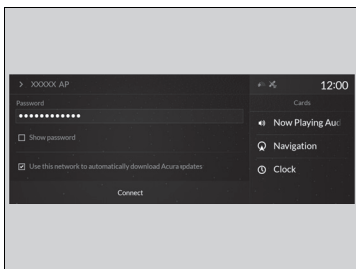 > XXXXX AP
12:00
Password
Cards
●●●●●●●●●●●●
Now Playing Aud
Show password
Navigation
Use this network to automatically download Acura updates
Clock
Connect